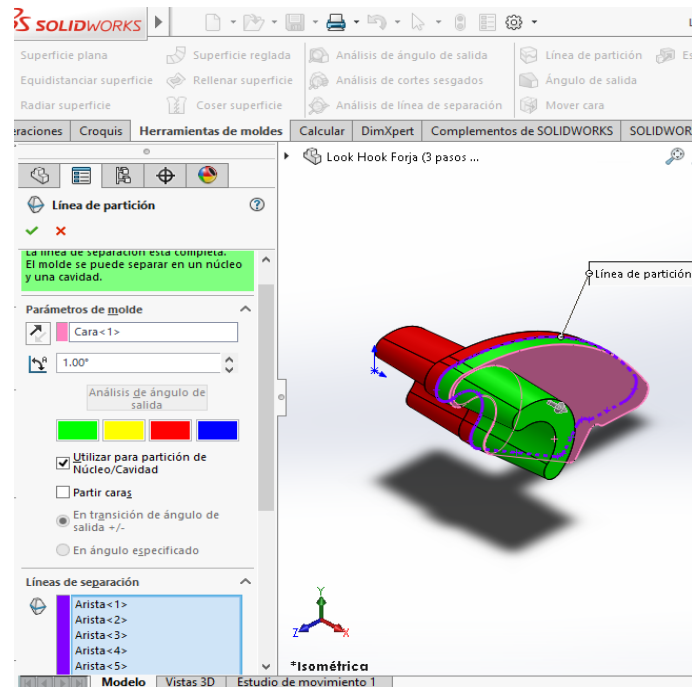 SOLIDWORKS
Superficie plana
Superficie reglada
Análisis de ángulo de salida
Línea de partición
Es
Equidistanciar superficie
Rellenar superficie
Análisis de cortes sesgados
Ángulo de salida
Radiar superficie
Coser superficie
Análisis de línea de separación
Mover cara
eraciones
Croquis
Herramientas de moldes
Calcular
DimXpert
Complementos de SOLIDWORKS
SOLIDWOR
Look Hook Forja (3 pasos ...
Línea de partición
La línea de separación está completa.
El molde se puede separar en un núcleo
y una cavidad.
Línea de partición
Parámetros de molde
Cara<1>
1.00°
Análisis de ángulo de
salida
Utilizar para partición de
Núcleo/Cavidad
Partir caras
En transición de ángulo de
salida +/-
En ángulo especificado
Líneas de separación
Arista<1>
Arista<2>
Arista<3>
Arista<4>
Arista<5>
Y
Z
X
*Isométrica
Modelo
Vistas 3D
Estudio de movimiento 1